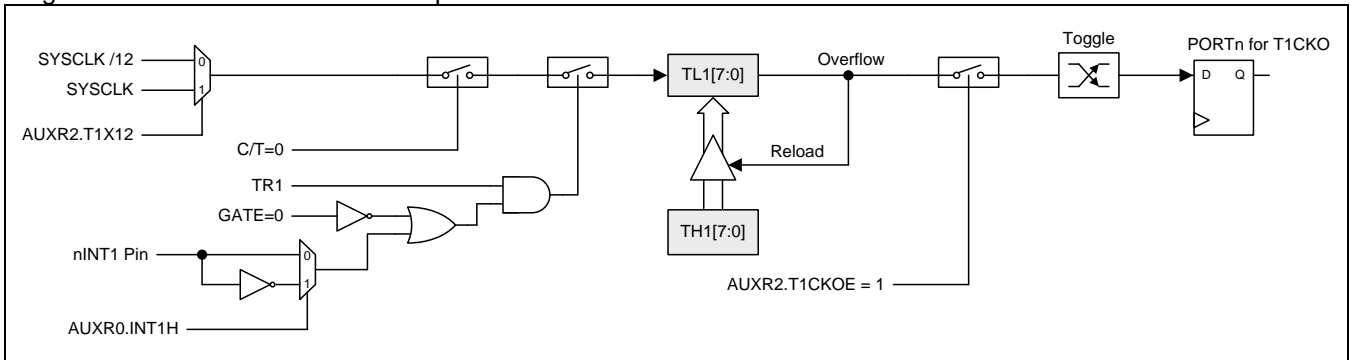 SYSCLK /12
SYSCLK
AUXR2.T1X12
0
1
C/T=0
TR1
GATE=0
nINT1 Pin
0
1
AUXR0.INT1H
TL1[7:0]
Overflow
Reload
TH1[7:0]
AUXR2.T1CKOE = 1
Toggle
PORTn for T1CKO
D Q